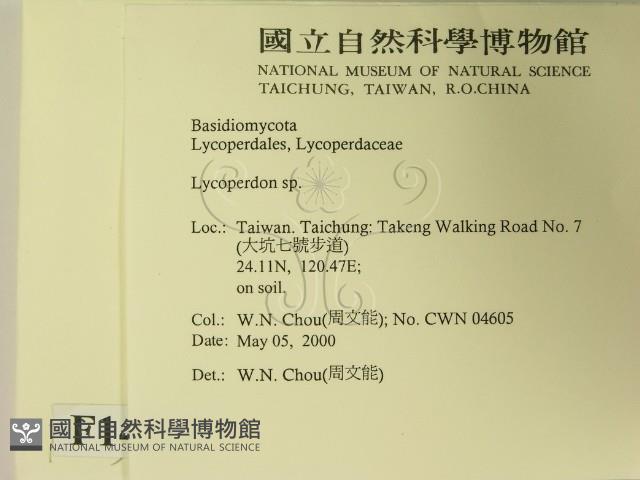 國立自然科學博物館
NATIONAL MUSEUM OF NATURAL SCIENCE
TAICHUNG, TAIWAN, R.O.CHINA
Basidiomycota
Lycoperdales, Lycoperdaceae
Lycoperdon sp.
Loc.: Taiwan. Taichung: Takeng Walking Road No. 7
(大坑七號步道)
24.11N, 120.47E;
on soil.
Col.: W.N. Chou(周文能); No. CWN 04605
Date: May 05, 2000
Det.: W.N. Chou(周文能)
國立自然科學博物館
NATIONAL MUSEUM OF NATURAL SCIENCE